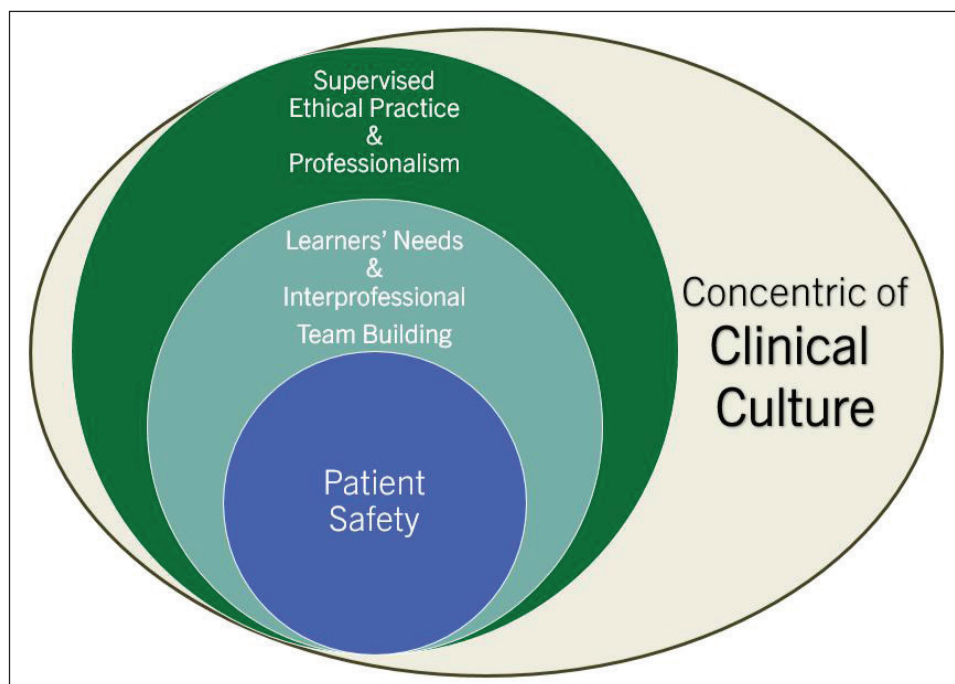 Supervised
Ethical Practice
&
Professionalism
Learners’ Needs
&
Interprofessional
Team Building
Patient
Safety
Concentric of
Clinical
Culture